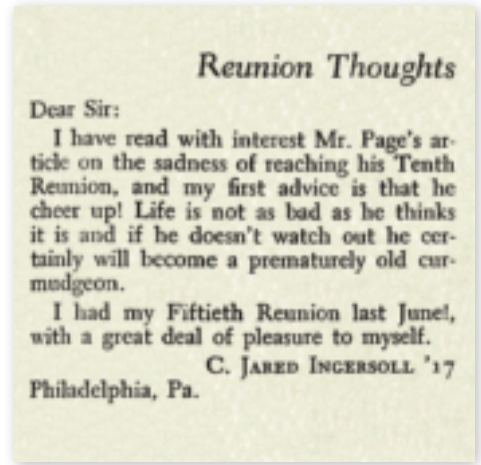 Reunion Thoughts
Dear Sir:
I have read with interest Mr. Page's ar-
ticle on the sadness of reaching his Tenth
Reunion, and my first advice is that he
cheer up! Life is not as bad as he thinks
it is and if he doesn't watch out he cer-
tainly will become a prematurely old cur-
mudgeon.
I had my Fiftieth Reunion last June!,
with a great deal of pleasure to myself.
C. JARED INGERSOLL '17
Philadelphia, Pa.